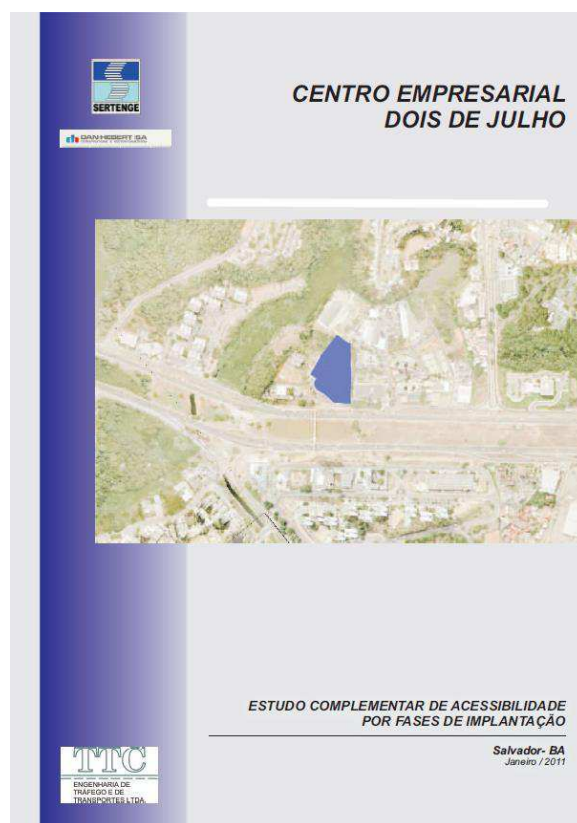 SERTENGE
CENTRO EMPRESARIAL
DOIS DE JULHO
DAN-HEBERT SA
ESTUDO COMPLEMENTAR DE ACESSIBILIDADE
POR FASES DE IMPLANTAÇÃO
Salvador- BA
Janeiro / 2011
TTC
ENGENHARIA DE
TRÁFEGO E DE
TRANSPORTES LTDA.